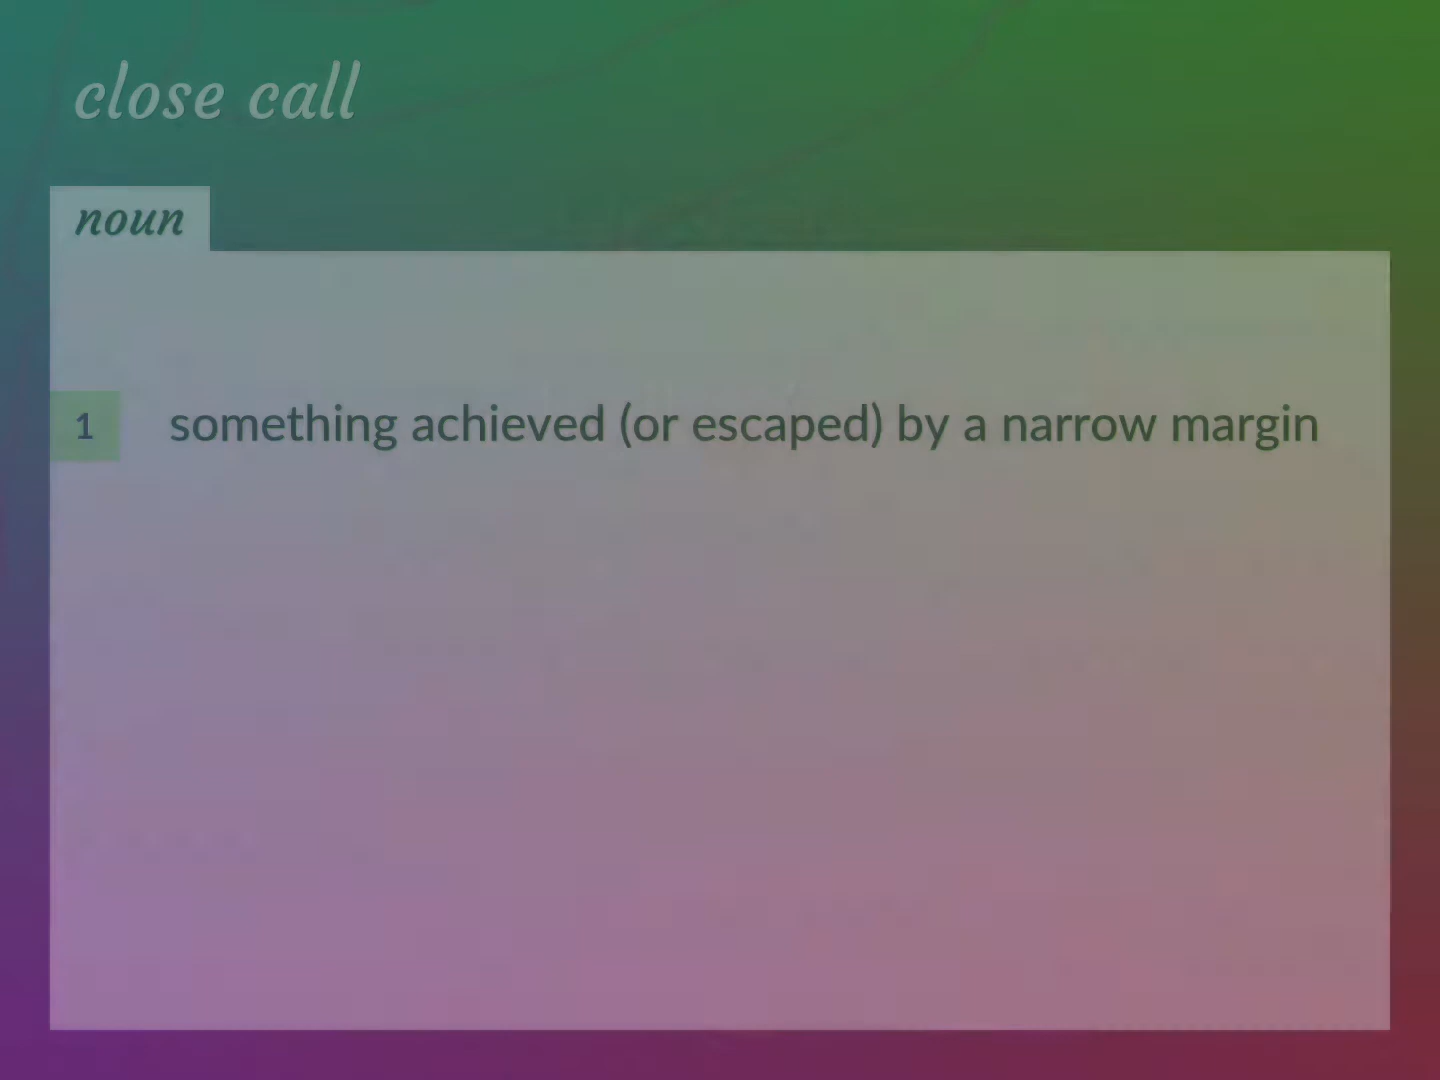 close call
noun
1 something achieved (or escaped) by a narrow margin